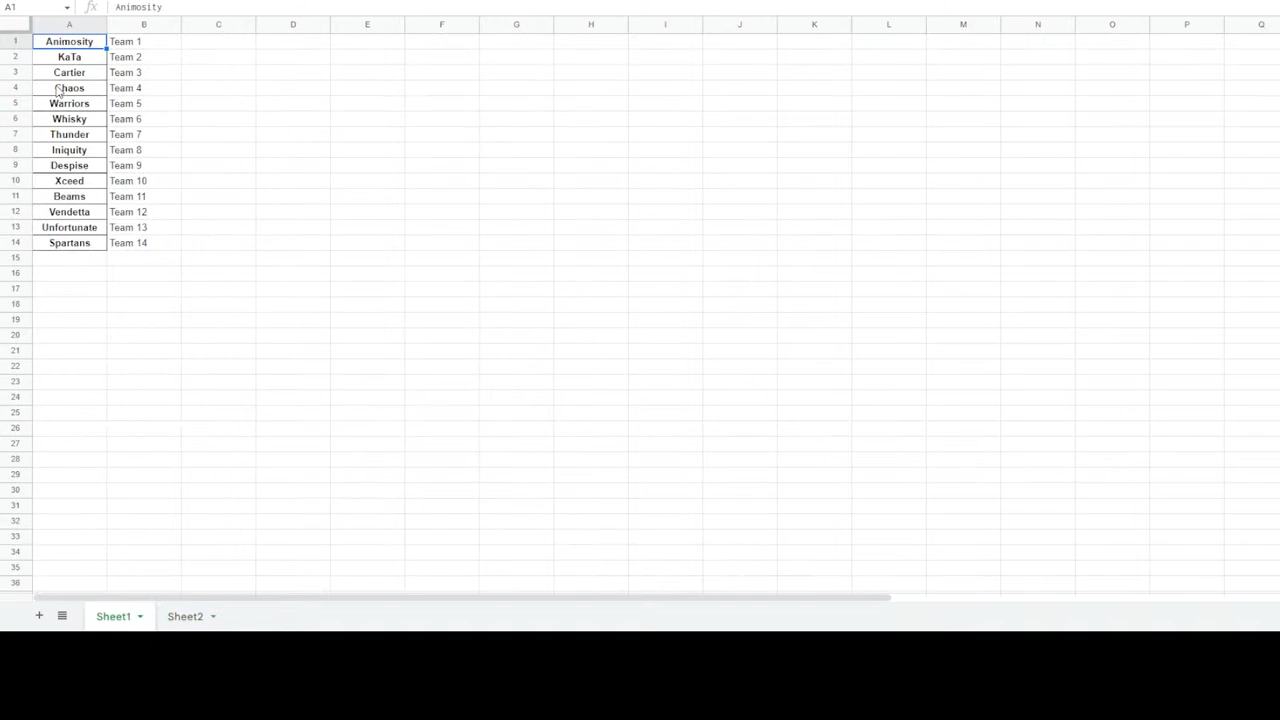 A1 fx Animosity
A B C D E F G H I J K L M N O P Q
1 Animosity Team 1
2 KaTa Team 2
3 Cartier Team 3
4 Chaos Team 4
5 Warriors Team 5
6 Whisky Team 6
7 Thunder Team 7
8 Iniquity Team 8
9 Despise Team 9
10 Xceed Team 10
11 Beams Team 11
12 Vendetta Team 12
13 Unfortunate Team 13
14 Spartans Team 14
15
16
17
18
19
20
21
22
23
24
25
26
27
28
29
30
31
32
33
34
35
36
+ Sheet1 Sheet2